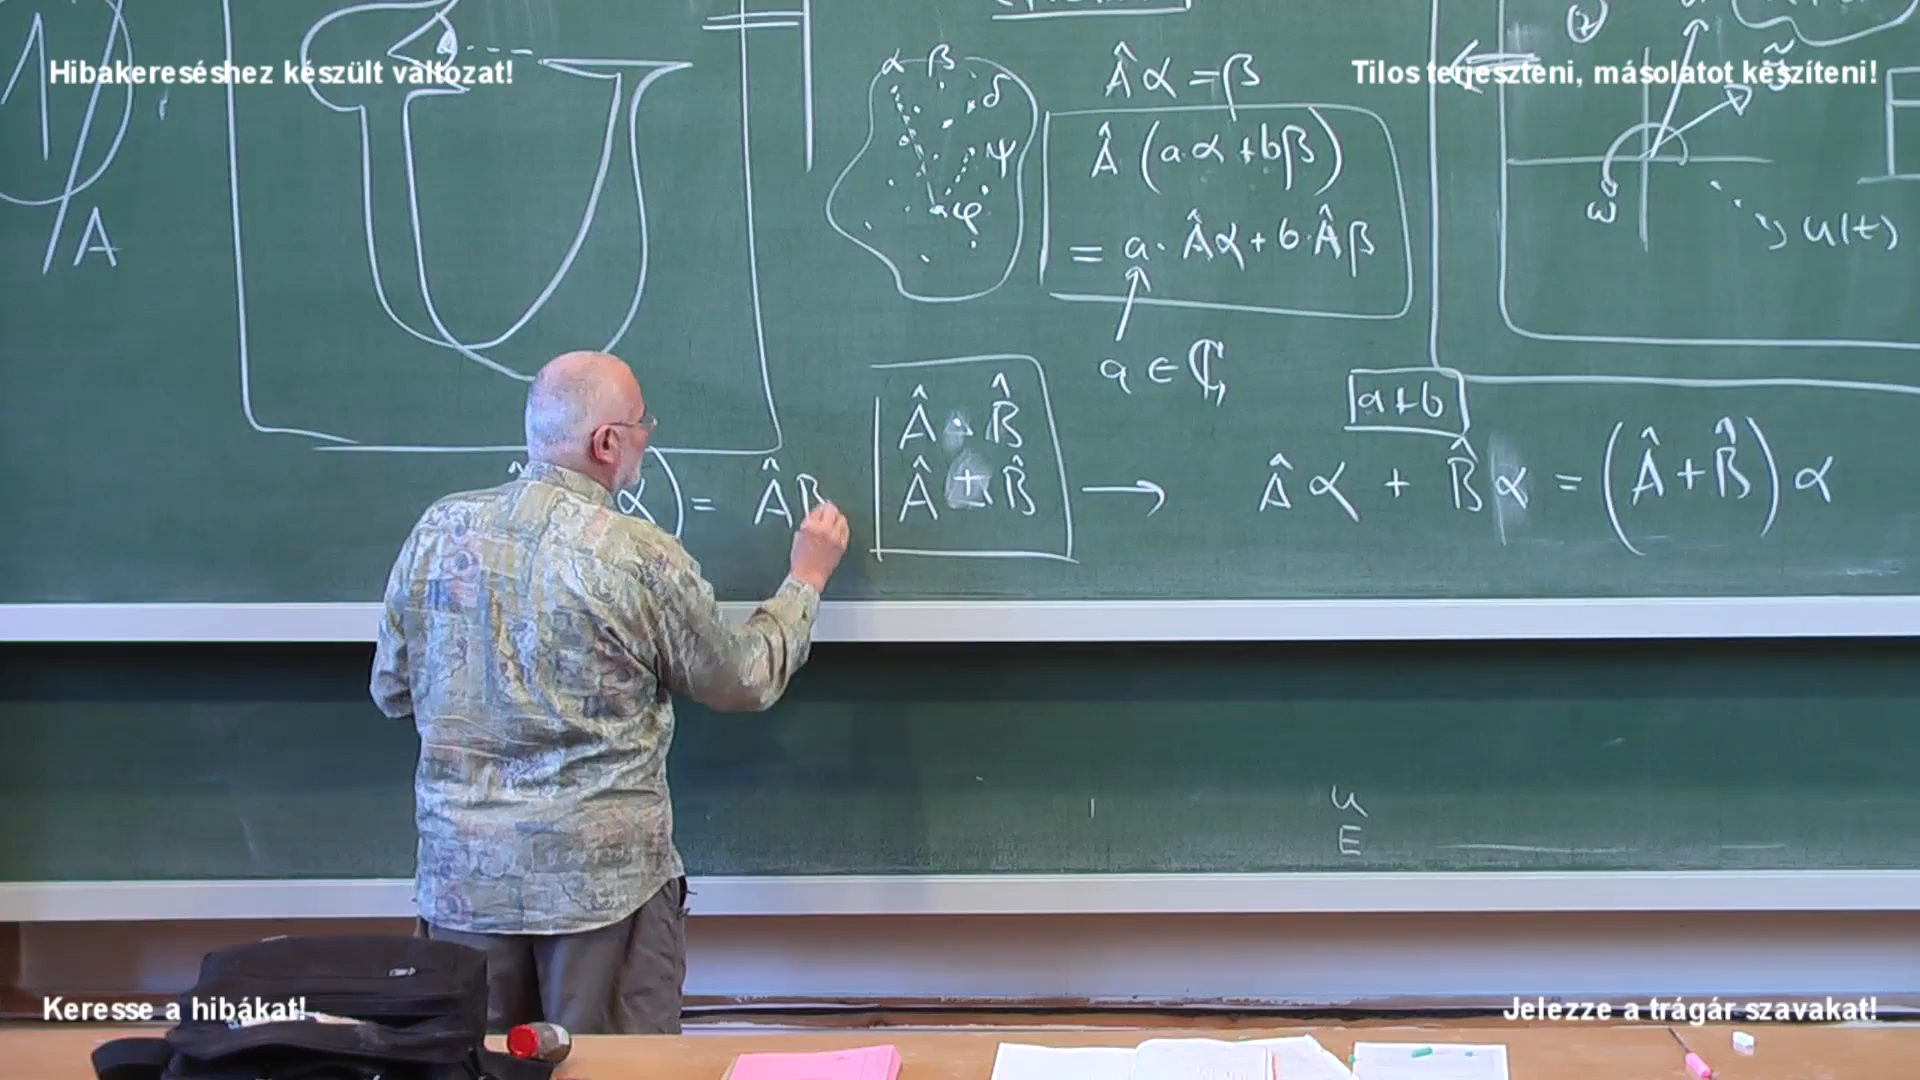 Hibakereséshez készült változat!
Tilos terjeszteni, másolatot készíteni!
A
α β
δ
ψ
φ
Âα = β
Â(a·α + bβ)
= a·Âα + b·Âβ
a ∈ ℂ
ω
u(t)
a+b
α) = ÂB
Â · B̂
Â + B̂
→ Âα + B̂α = (Â + B̂)α
u
E
Keresse a hibákat!
Jelezze a trágár szavakat!